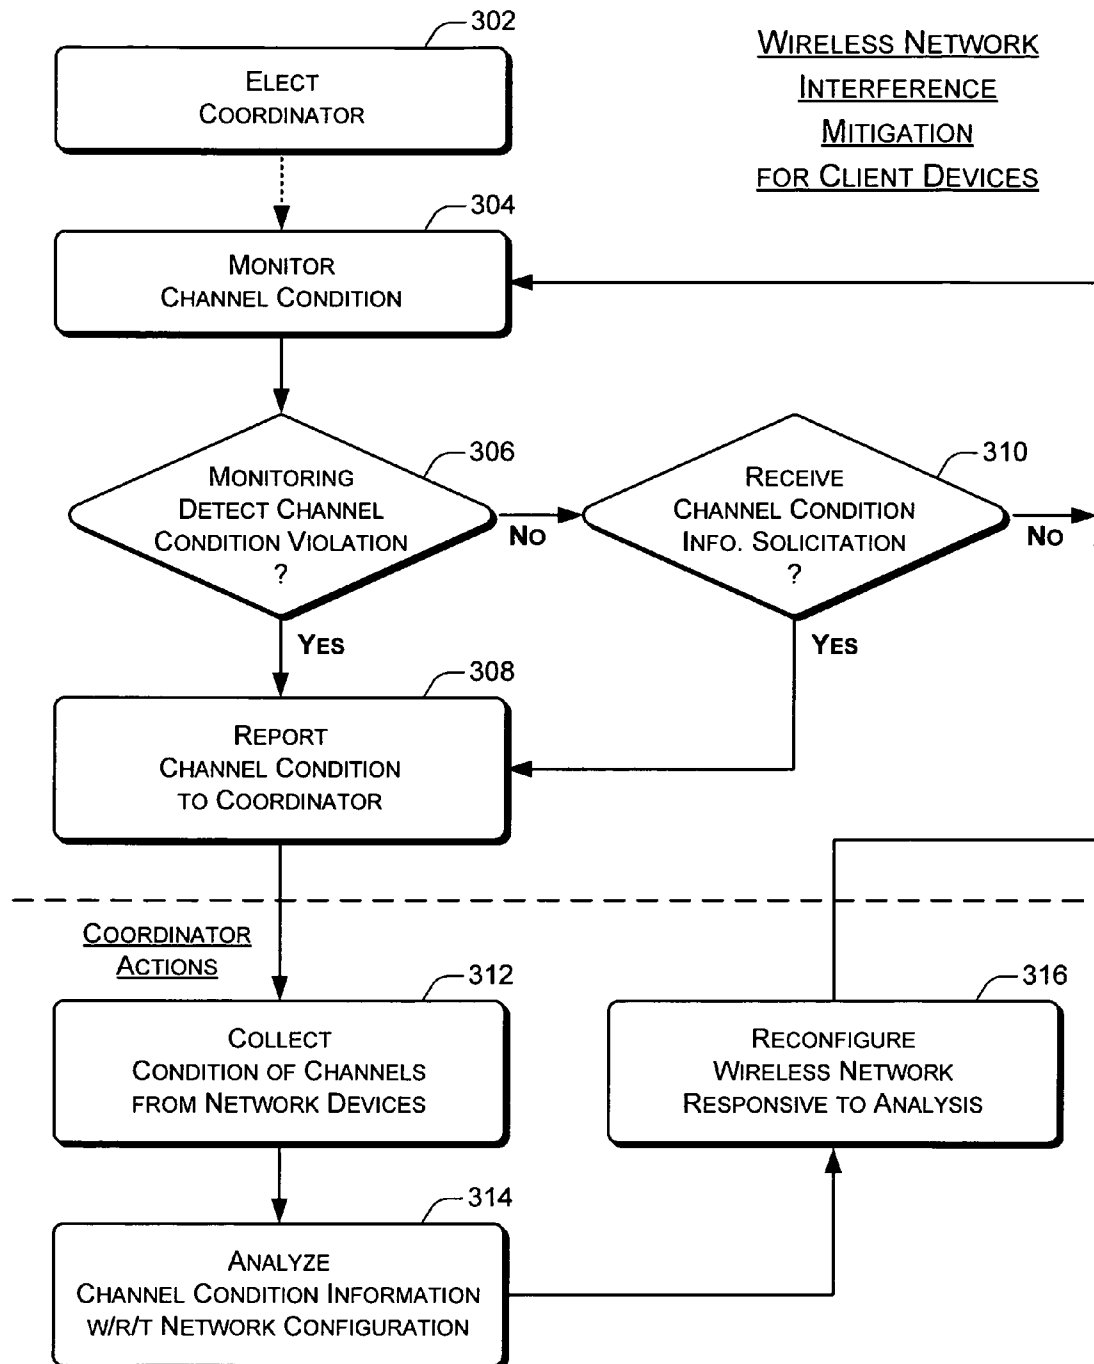 302
WIRELESS NETWORK
INTERFERENCE
MITIGATION
FOR CLIENT DEVICES
ELECT
COORDINATOR
304
MONITOR
CHANNEL CONDITION
306
MONITORING
DETECT CHANNEL
CONDITION VIOLATION
?
NO
310
RECEIVE
CHANNEL CONDITION
INFO. SOLICITATION
?
NO
YES
YES
308
REPORT
CHANNEL CONDITION
TO COORDINATOR
COORDINATOR
ACTIONS
312
COLLECT
CONDITION OF CHANNELS
FROM NETWORK DEVICES
316
RECONFIGURE
WIRELESS NETWORK
RESPONSIVE TO ANALYSIS
314
ANALYZE
CHANNEL CONDITION INFORMATION
W/R/T NETWORK CONFIGURATION